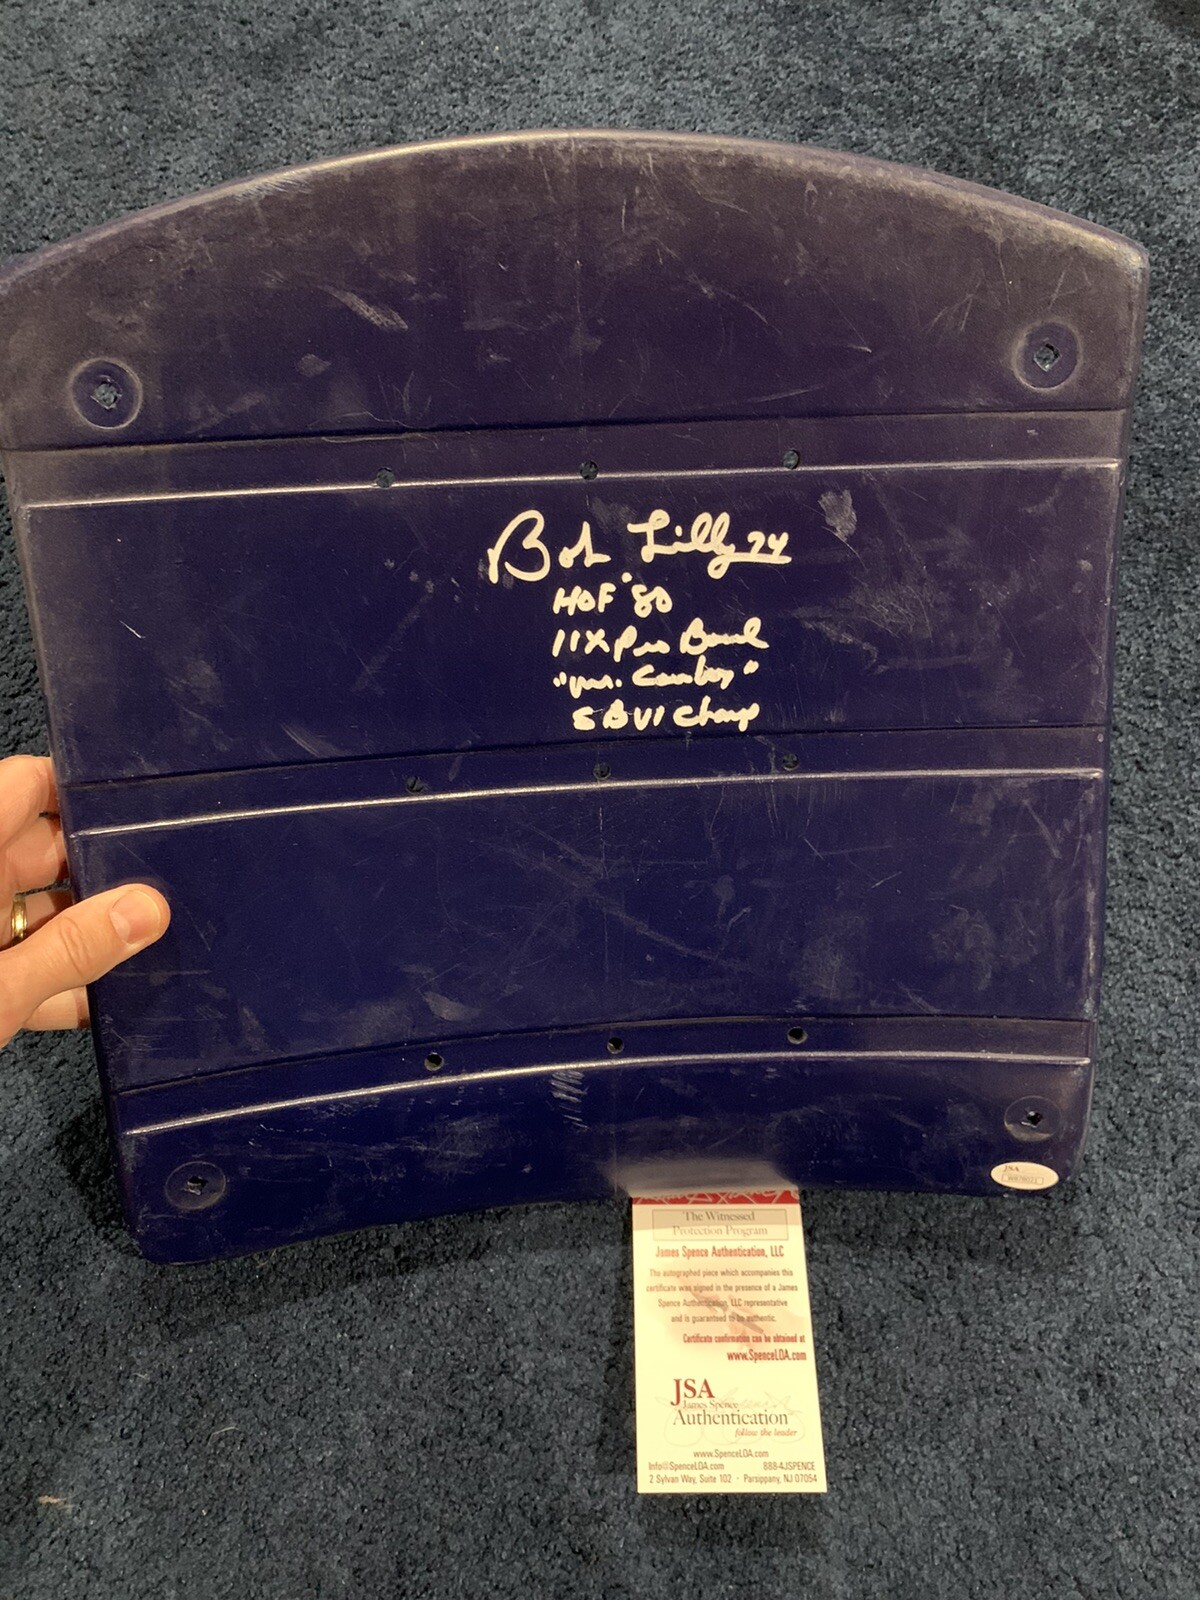 Bob Lilly 74
HOF '80
11X Pro Bowl
"Mr. Cowboy"
SB VI Champ
JSA
The Witnessed
Protection Program
James Spence Authentication, LLC
The autographed piece which accompanies this
certificate was signed in the presence of a James
Spence Authentication, LLC representative
and is guaranteed to be authentic.
Certificate confirmation can be obtained at
www.SpenceLOA.com
JSA
James Spence
Authentication
follow the leader
www.SpenceLOA.com
Info@SpenceLOA.com 888-4JSPENCE
2 Sylvan Way, Suite 102 · Parsippany, NJ 07054